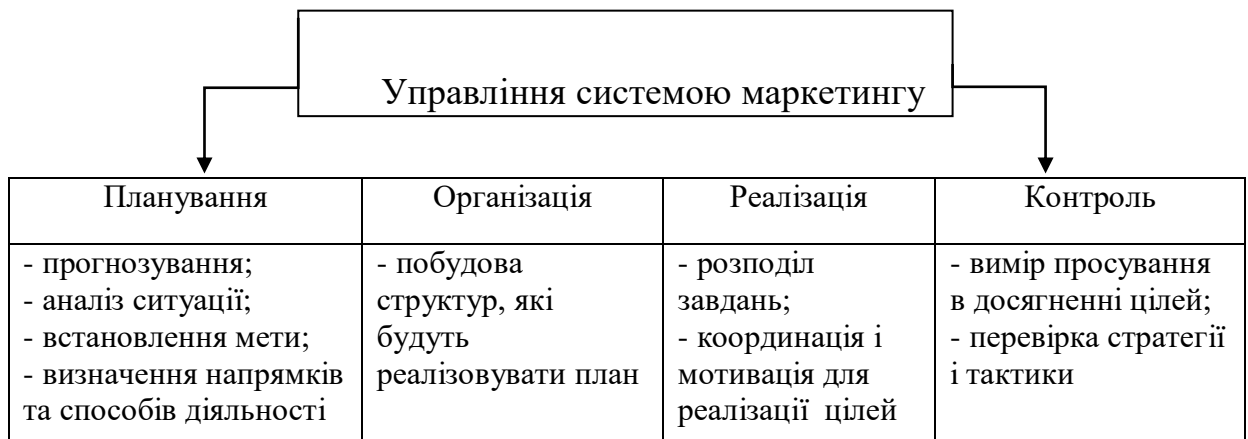 Управління системою маркетингу
Планування
Організація
Реалізація
Контроль
- прогнозування;
- аналіз ситуації;
- встановлення мети;
- визначення напрямків
та способів діяльності
- побудова
структур, які
будуть
реалізовувати план
- розподіл
завдань;
- координація і
мотивація для
реалізації цілей
- вимір просування
в досягненні цілей;
- перевірка стратегії
і тактики